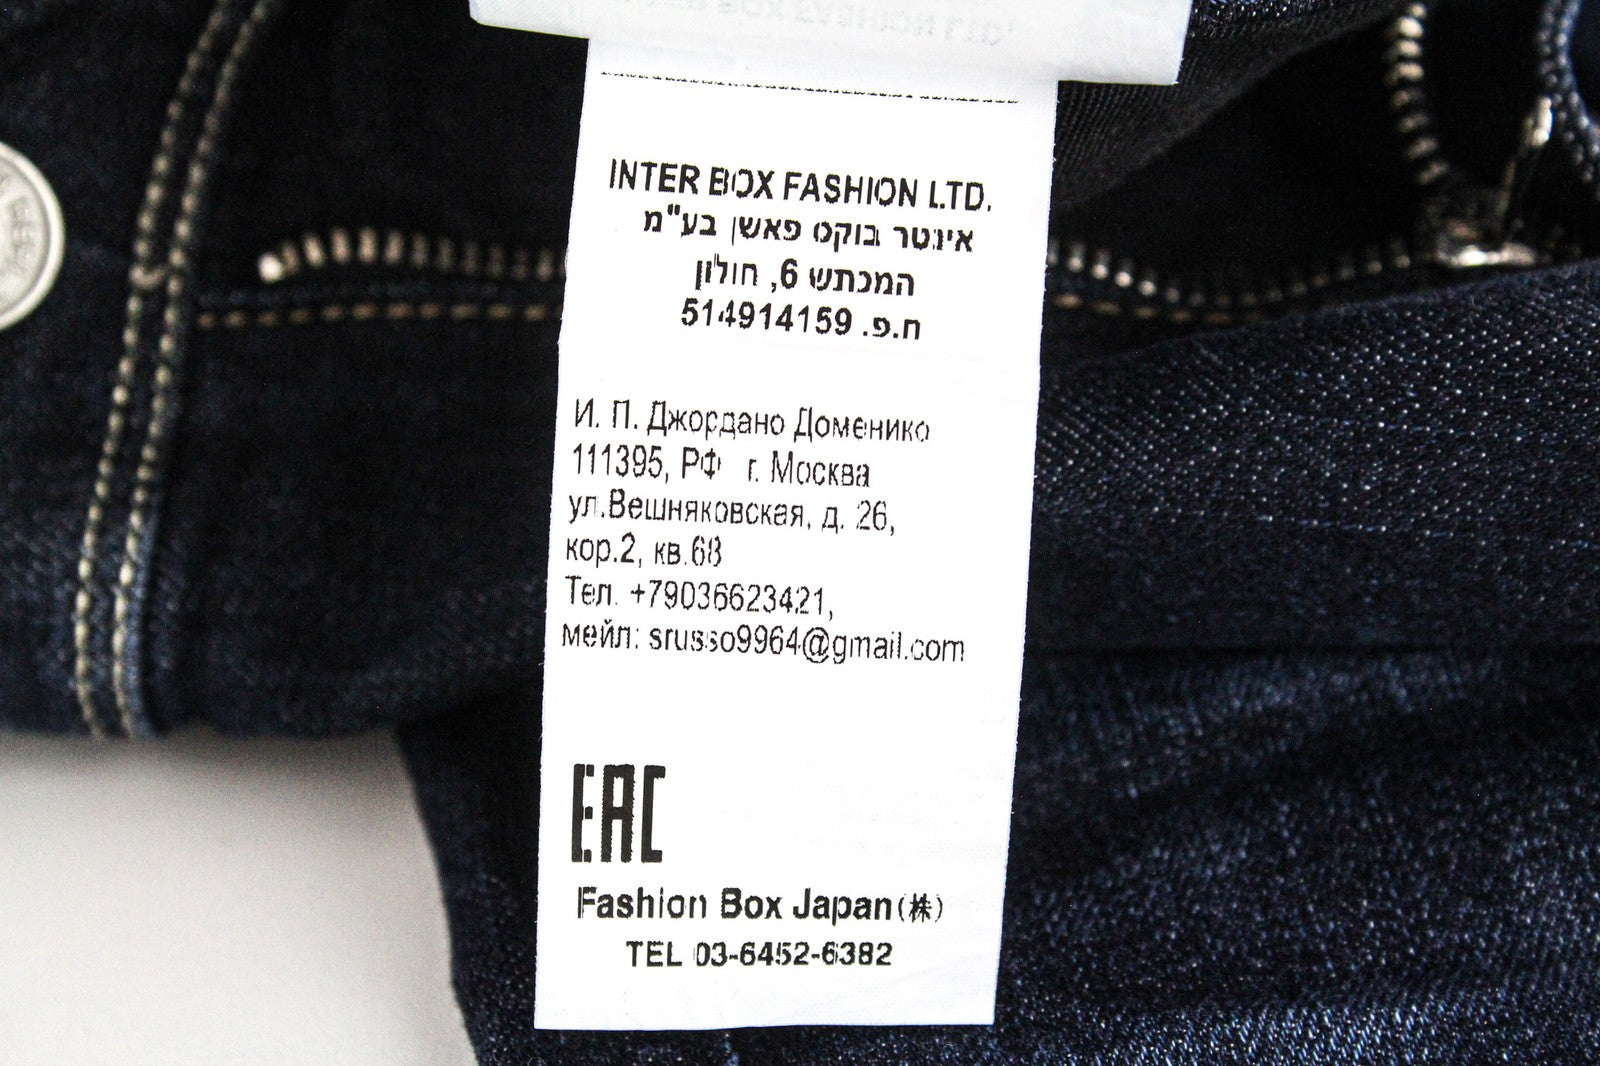 INTER BOX FASHION LTD.
אינטר בוקס פאשן בע"מ
המכתש 6, חולון
ח.פ. 514914159
И. П. Джордано Доменико
111395, РФ г. Москва
ул.Вешняковская, д. 26,
кор.2, кв.68
Тел. +79036623421,
мейл: srusso9964@gmail.com
EAC
Fashion Box Japan(株)
TEL 03-6452-6382